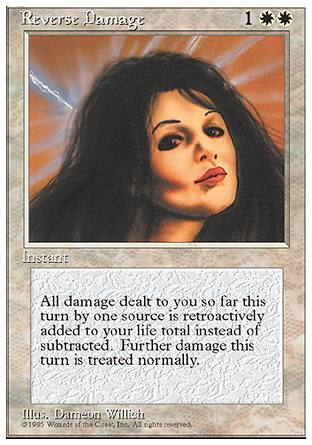 Reverse Damage 1
Instant
All damage dealt to you so far this
turn by one source is retroactively
added to your life total instead of
subtracted. Further damage this
turn is treated normally.
Illus. Dameon Willich
©1995 Wizards of the Coast, Inc. All rights reserved.